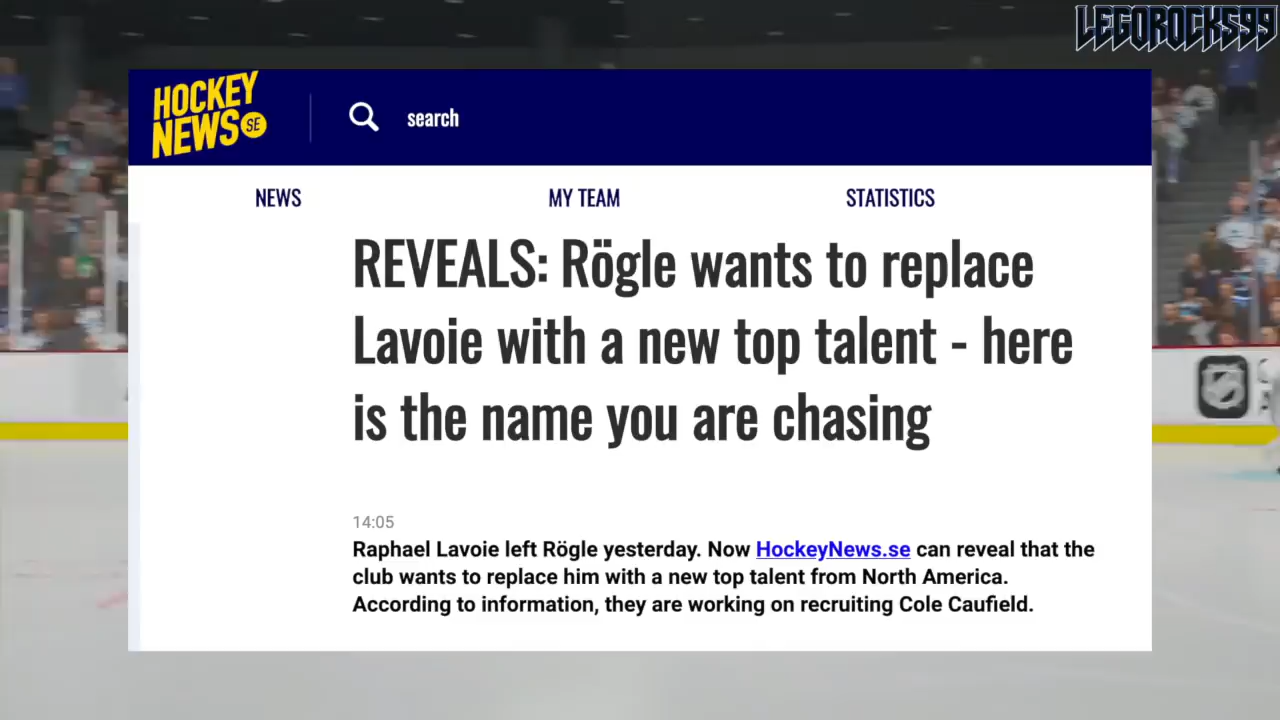 LEGOROCKS99
HOCKEY
NEWS SE
search
NEWS MY TEAM STATISTICS
REVEALS: Rögle wants to replace
Lavoie with a new top talent - here
is the name you are chasing
14:05
Raphael Lavoie left Rögle yesterday. Now HockeyNews.se can reveal that the
club wants to replace him with a new top talent from North America.
According to information, they are working on recruiting Cole Caufield.